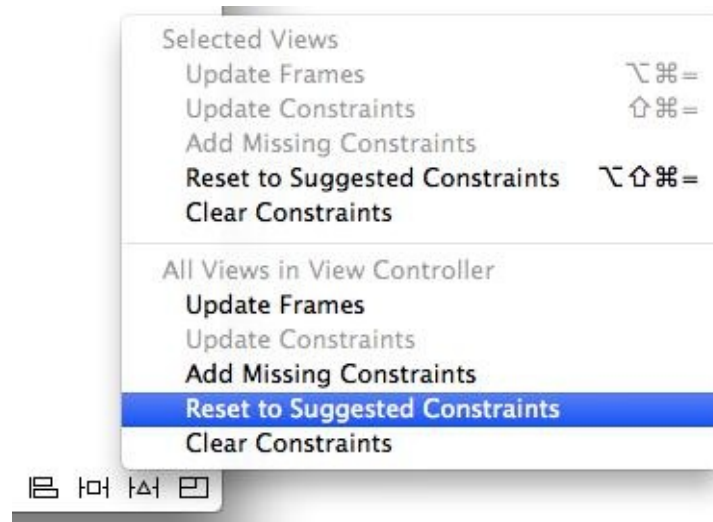 Selected Views
Update Frames ⌥⌘=
Update Constraints ⇧⌘=
Add Missing Constraints
Reset to Suggested Constraints ⌥⇧⌘=
Clear Constraints
All Views in View Controller
Update Frames
Update Constraints
Add Missing Constraints
Reset to Suggested Constraints
Clear Constraints